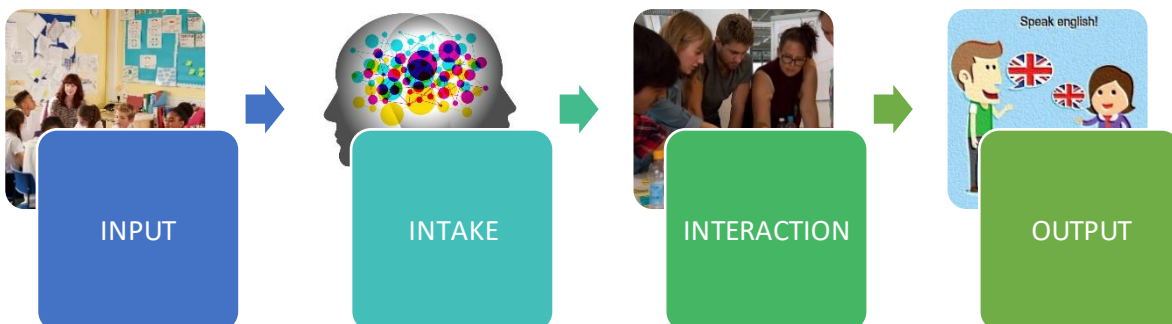 Speak english!
INPUT
INTAKE
INTERACTION
OUTPUT